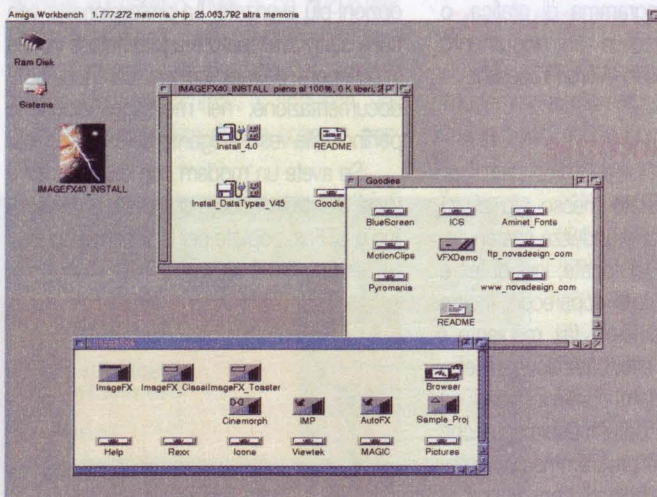 Amiga Workbench 1,777,272 memoria chip 25,063,792 altra memoria
Ram Disk
Sistema
IMAGEFX40_INSTALL
IMAGEFX40_INSTALL pieno al 100%, 0 K liberi, 2
Install_4.0 README
Install_DataTypes_V45 Goodie
Goodies
BlueScreen ICS Aminet_Fonts
MotionClips VFXDemo ftp_novadesign_com
Pyromania www_novadesign_com
README
ImageFX ImageFX_Classi ImageFX_Toaster Browser
Cinemorph IMP AutoFX Sample_Proj
Help Rexx Icons Viewtek MAGIC Pictures